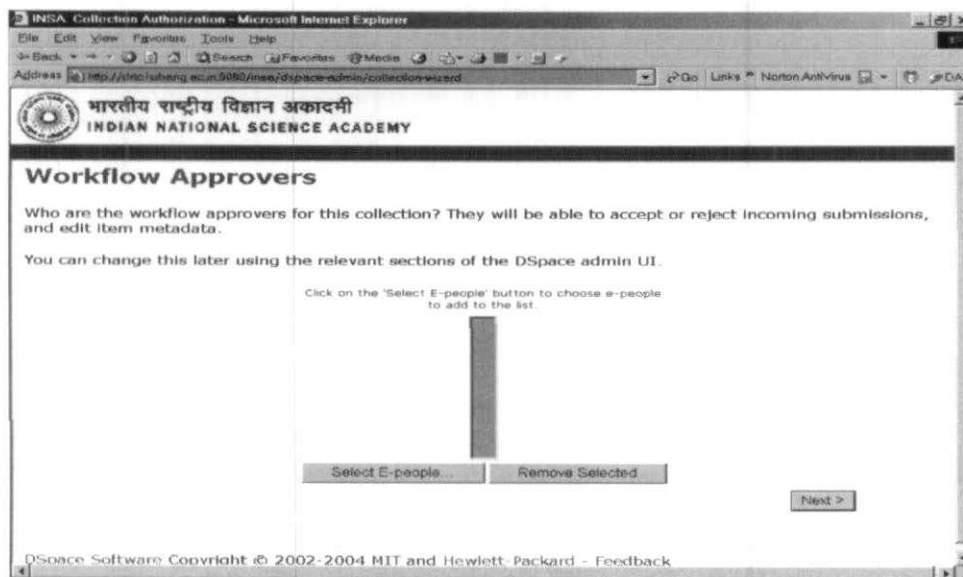 INSA Collection Authorization - Microsoft Internet Explorer
File Edit View Favorites Tools Help
Back Search Favorites Media
Address Go Links » Norton AntiVirus
भारतीय राष्ट्रीय विज्ञान अकादमी
INDIAN NATIONAL SCIENCE ACADEMY
Workflow Approvers
Who are the workflow approvers for this collection? They will be able to accept or reject incoming submissions,
and edit item metadata.
You can change this later using the relevant sections of the DSpace admin UI.
Click on the 'Select E-people' button to choose e-people
to add to the list.
Select E-people... Remove Selected
Next >
DSpace Software Copyright © 2002-2004 MIT and Hewlett-Packard - Feedback